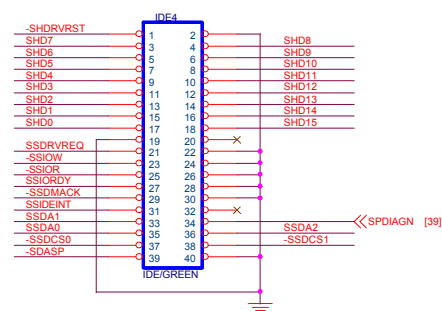 IDE4
-SHDRVRST 1 2
SHD7 3 4 SHD8
SHD6 5 6 SHD9
SHD5 7 8 SHD10
SHD4 9 10 SHD11
SHD3 11 12 SHD12
SHD2 13 14 SHD13
SHD1 15 16 SHD14
SHD0 17 18 SHD15
19 20
SSDRVREQ 21 22
-SSIOW 23 24
-SSIOR 25 26
SSIORDY 27 28
-SSDMACK 29 30
SSIDEINT 31 32
SSDA1 33 34 SPDIAGN [39]
SSDA0 35 36 SSDA2
-SSDCS0 37 38 -SSDCS1
-SDASP 39 40
IDE/GREEN